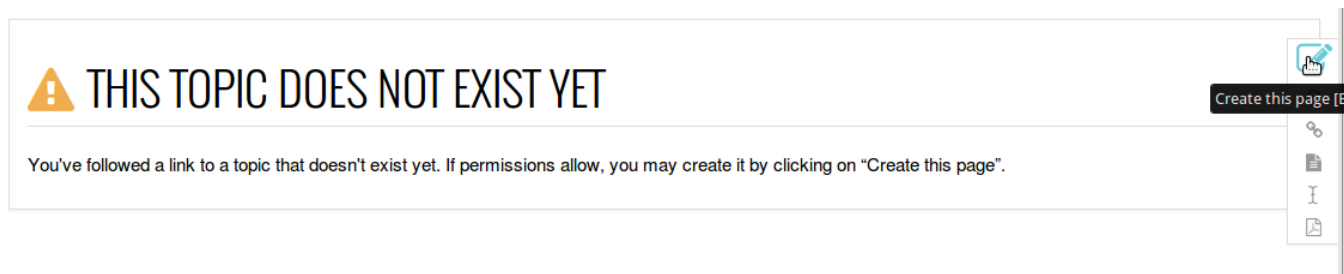 THIS TOPIC DOES NOT EXIST YET
Create this page [E
You've followed a link to a topic that doesn't exist yet. If permissions allow, you may create it by clicking on “Create this page”.